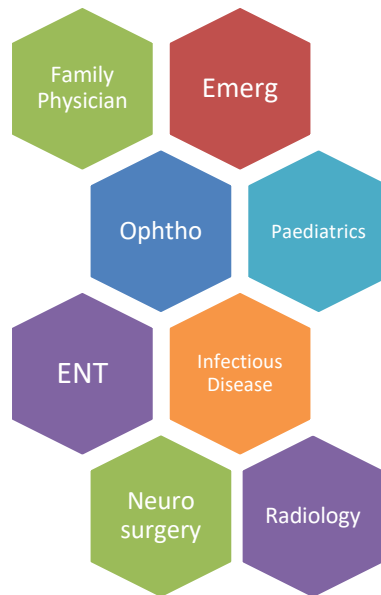 Family
Physician
Emerg
Ophtho
Paediatrics
ENT
Infectious
Disease
Neuro
surgery
Radiology